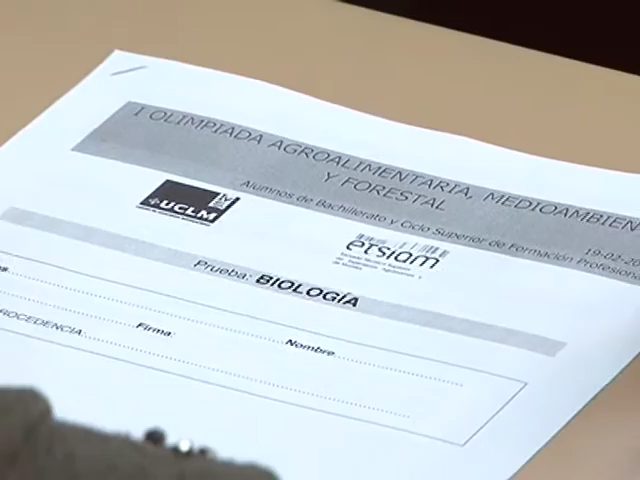 I OLIMPIADA AGROALIMENTARIA, MEDIOAMBIEN
Y FORESTAL
Alumnos de Bachillerato y Ciclo Superior de Formación Profesiona
19-02-20
UCLM
etsiam
Prueba: BIOLOGÍA
Nombre
Firma:
ROCEDENCIA: